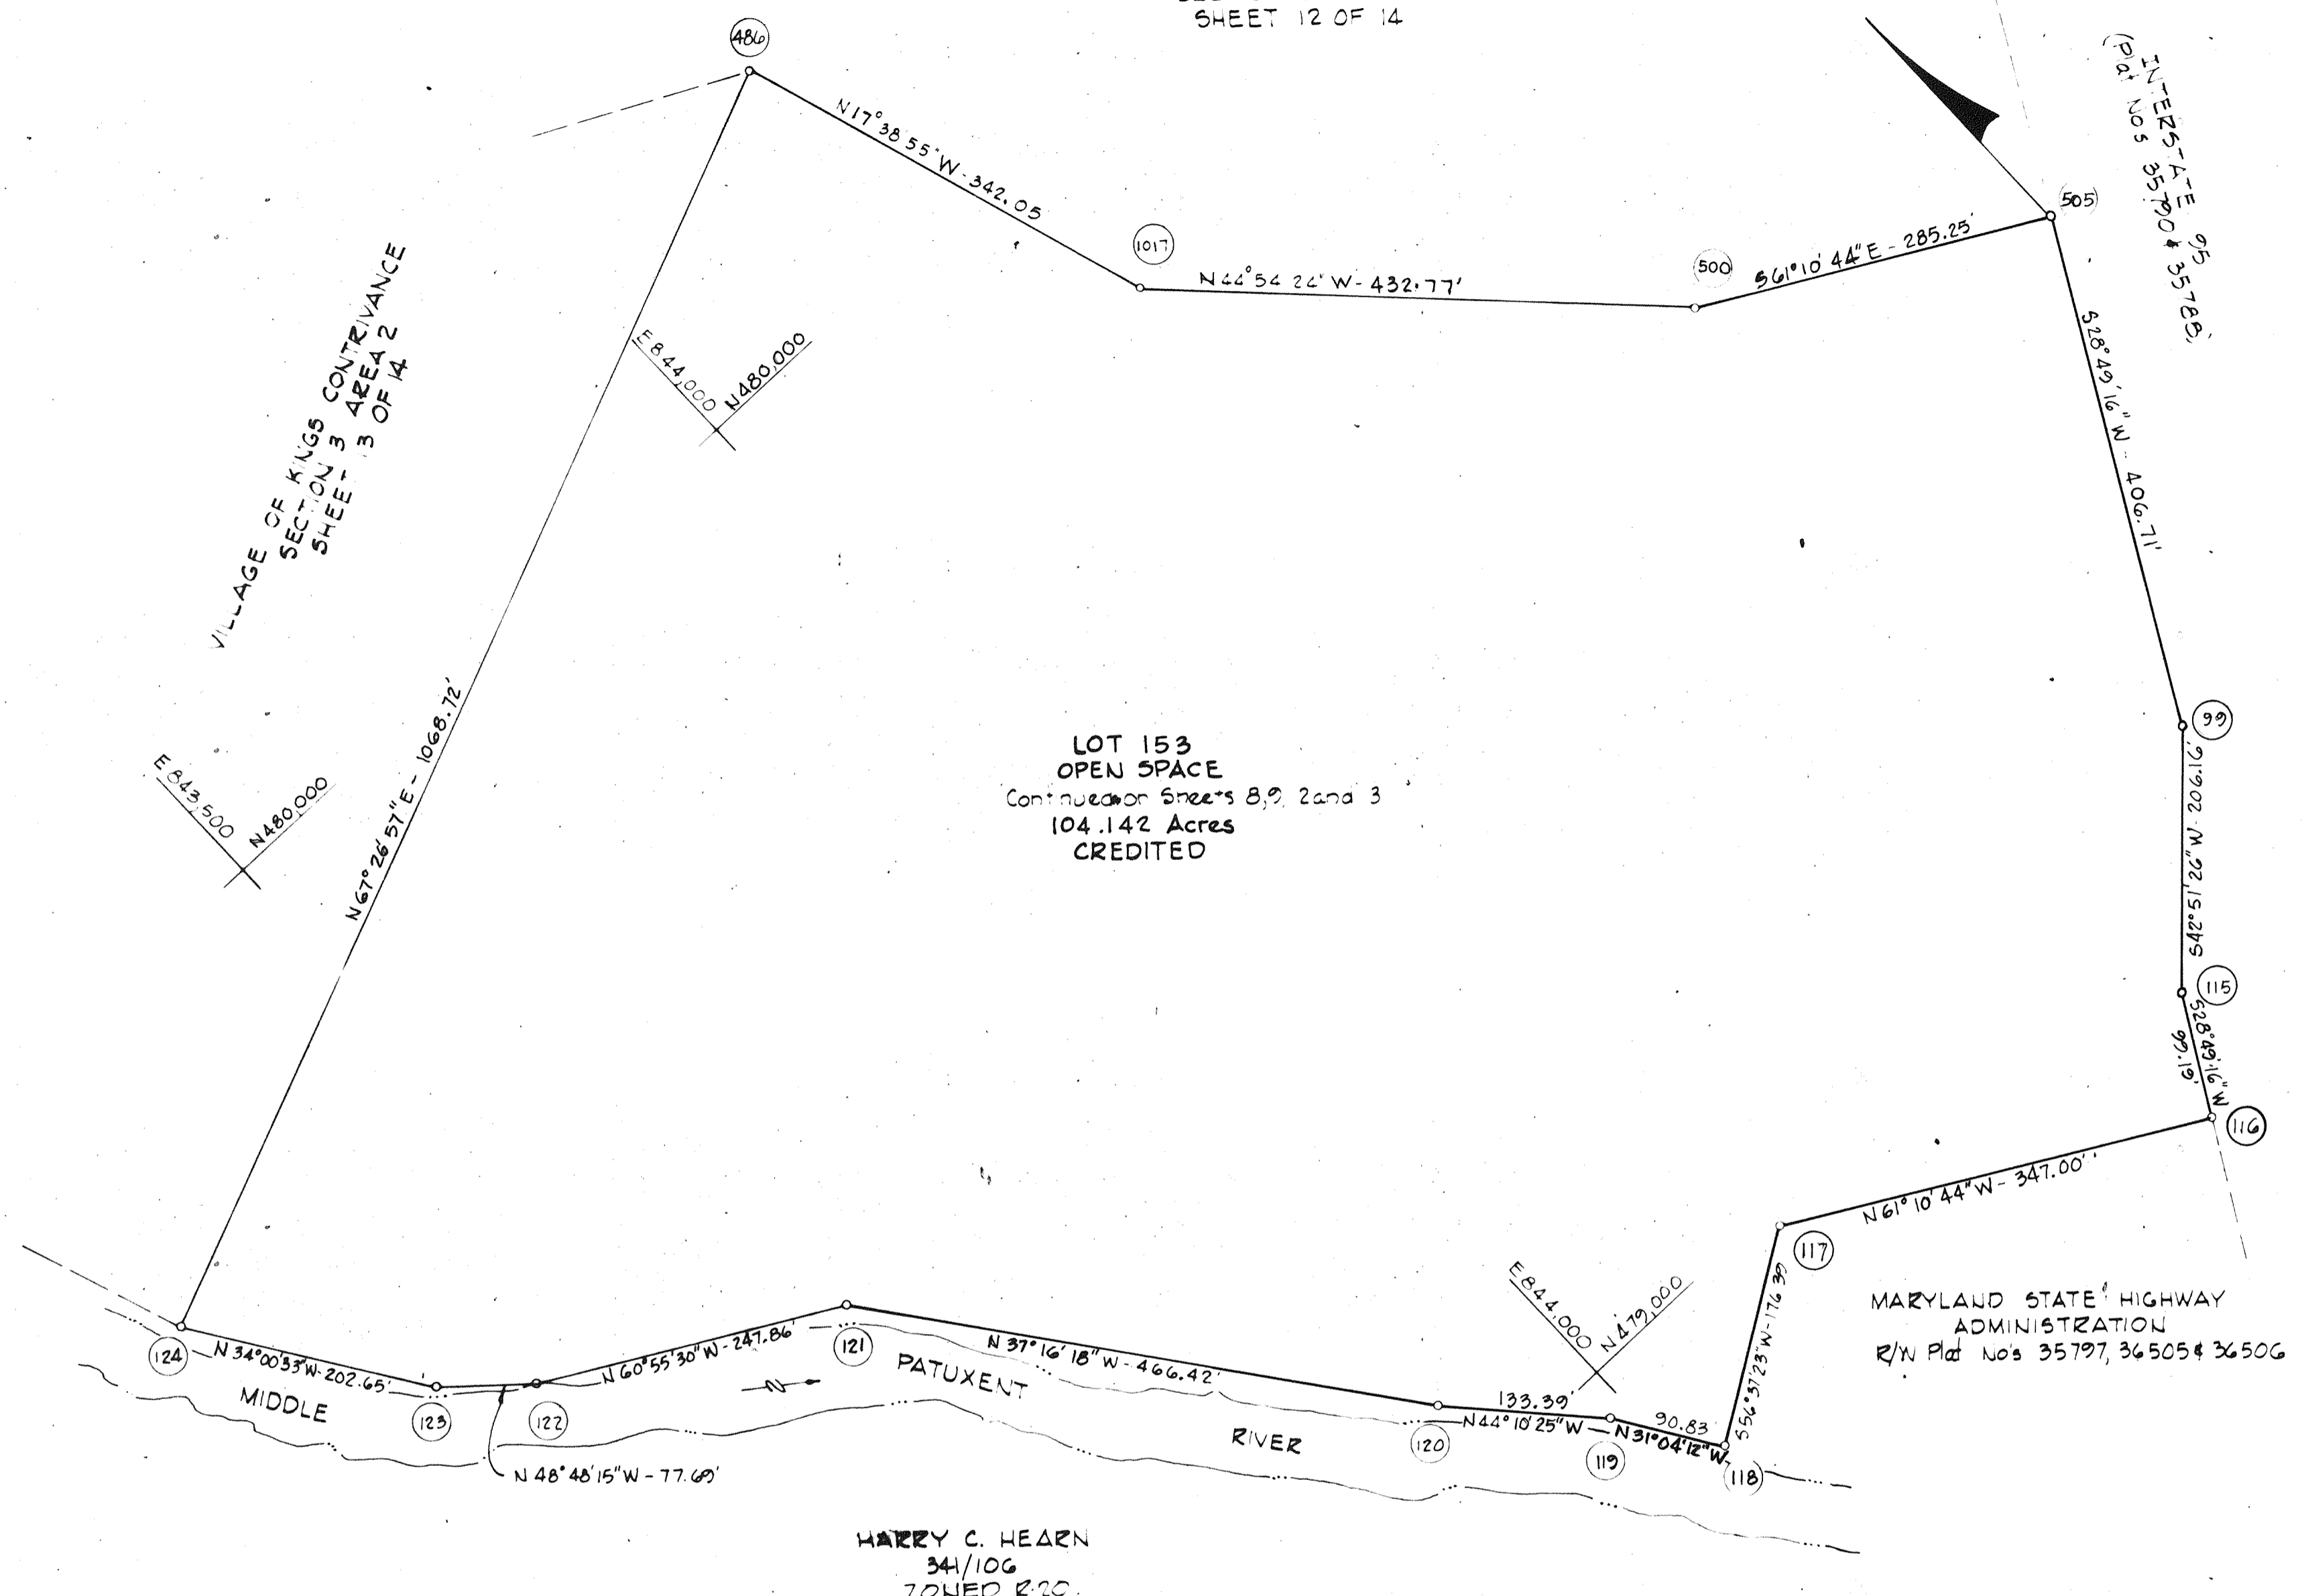 SHEET 12 OF 14
486
N17°38'55"W-342.05
1017
N44°54'24"W-432.77'
500
S61°10'44"E-285.25'
505
INTERSTATE 95
(Plat Nos 35790 & 35788,
S28°49'16"W-406.71'
99
S42°51'26"W-206.16'
115
S28°49'16"W
99.19'
116
N61°10'44"W-347.00'
117
S56°37'23"W-176.39
118
90.83
N31°04'12"W
119
133.39'
N44°10'25"W
120
N37°16'18"W-466.42'
121
N60°55'30"W-247.86'
122
N48°48'15"W-77.69'
123
N34°00'33"W-202.65'
124
N67°26'57"E-1068.72'
VILLAGE OF KINGS CONTRIVANCE
SECTION 3 AREA 2
SHEET 13 OF 14
E844,000
N480,000
E843,500
N480,000
E844,000
N479,000
LOT 153
OPEN SPACE
Continued on Sheets 8,9, 2 and 3
104.142 Acres
CREDITED
MARYLAND STATE HIGHWAY
ADMINISTRATION
R/W Plat No's 35797, 36505 & 36506
MIDDLE
PATUXENT
RIVER
N
HARRY C. HEARN
341/106
ZONED R-20